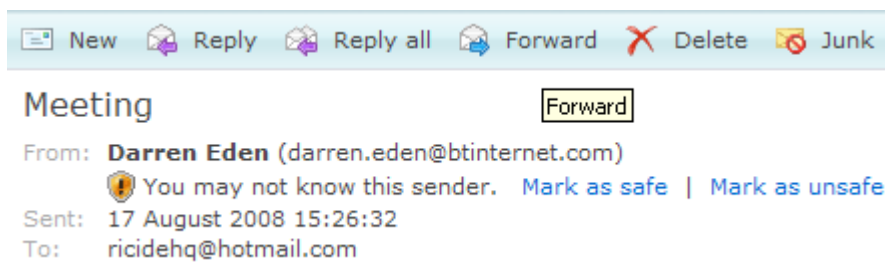 New Reply Reply all Forward Delete Junk
Meeting
Forward
From: Darren Eden (darren.eden@btinternet.com)
You may not know this sender. Mark as safe | Mark as unsafe
Sent: 17 August 2008 15:26:32
To: ricidehq@hotmail.com